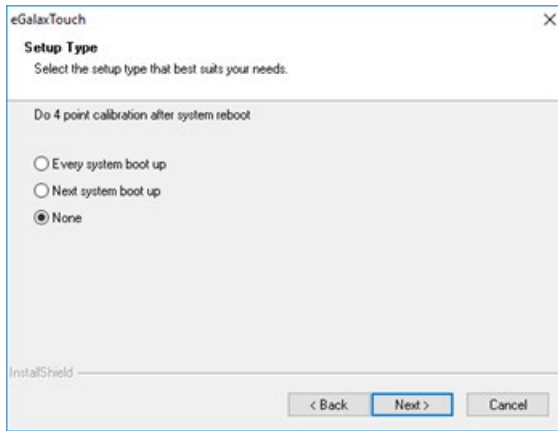 eGalaxTouch
Setup Type
Select the setup type that best suits your needs.
Do 4 point calibration after system reboot
Every system boot up
Next system boot up
None
InstallShield
< Back
Next >
Cancel